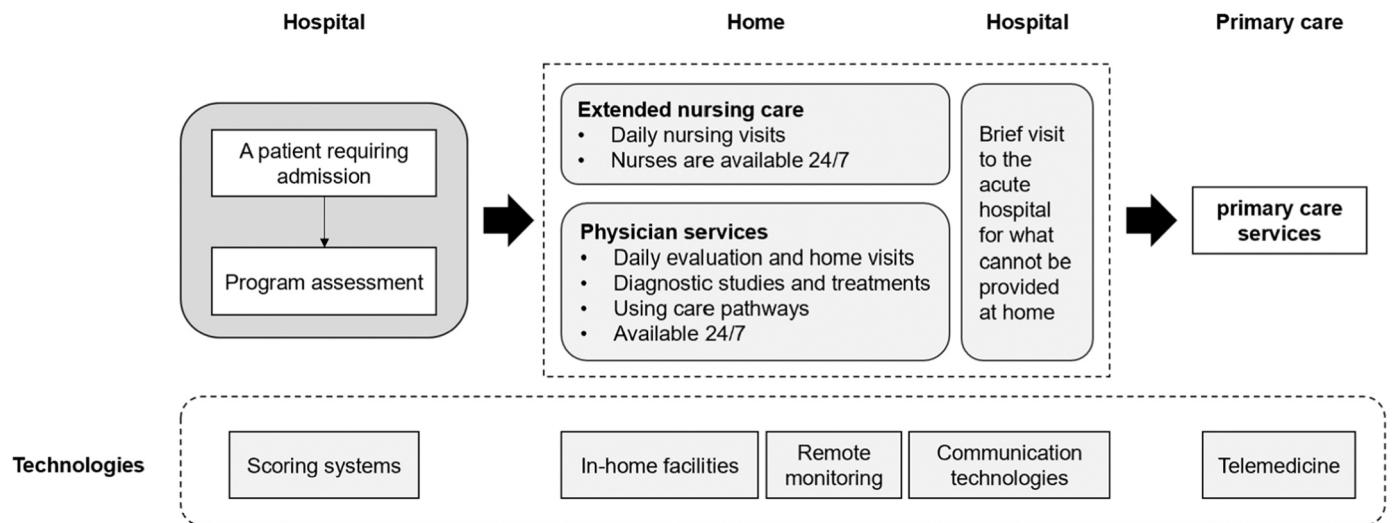 Hospital
Home
Hospital
Primary care
A patient requiring
admission
Program assessment
Extended nursing care
• Daily nursing visits
• Nurses are available 24/7
Physician services
• Daily evaluation and home visits
• Diagnostic studies and treatments
• Using care pathways
• Available 24/7
Brief visit
to the
acute
hospital
for what
cannot be
provided
at home
primary care
services
Technologies
Scoring systems
In-home facilities
Remote
monitoring
Communication
technologies
Telemedicine